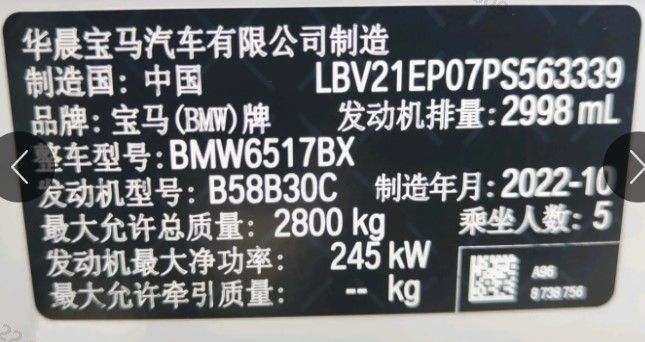 华晨宝马汽车有限公司制造
制造国: 中国 LBV21EP07PS563339
品牌: 宝马(BMW)牌 发动机排量: 2998 mL
整车型号: BMW6517BX
发动机型号: B58B30C 制造年月: 2022-10
最大允许总质量: 2800 kg 乘坐人数: 5
发动机最大净功率: 245 kW
最大允许牵引质量: -- kg
A96
8 738 756